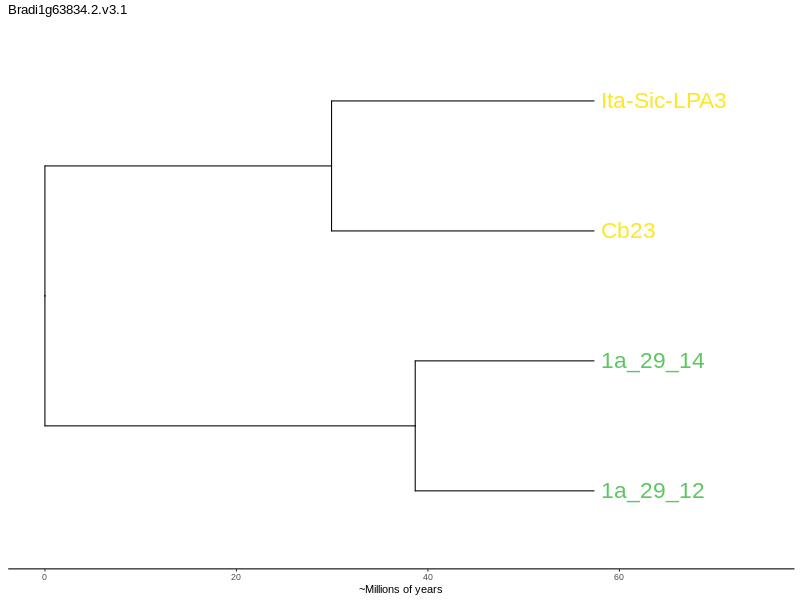 Bradi1g63834.2.v3.1
Ita-Sic-LPA3
Cb23
1a_29_14
1a_29_12
0 20 40 60
~Millions of years